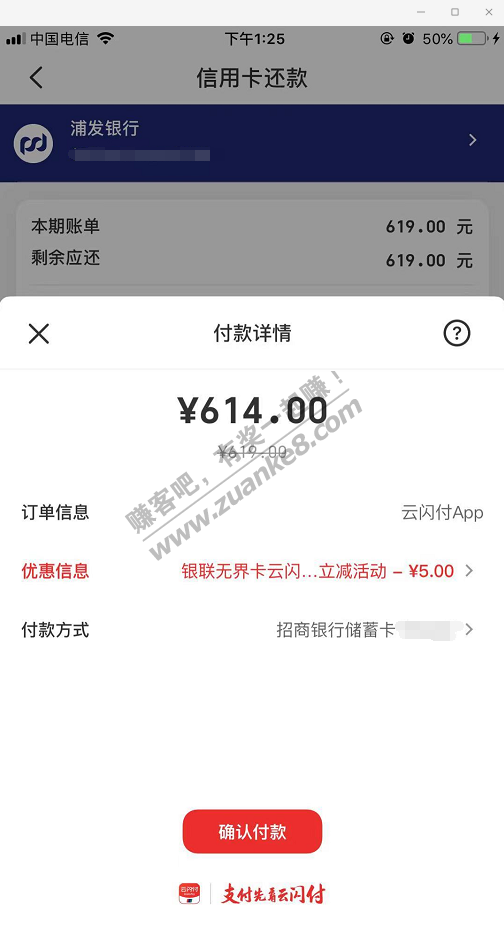 中国电信
下午1:25
50%
信用卡还款
浦发银行
本期账单
619.00 元
剩余应还
619.00 元
付款详情
?
¥614.00
¥619.00
赚客吧，有奖一起赚！
www.zuanke8.com
订单信息
云闪付App
优惠信息
银联无界卡云闪...立减活动 - ¥5.00
付款方式
招商银行储蓄卡
确认付款
云闪付
支付先看云闪付